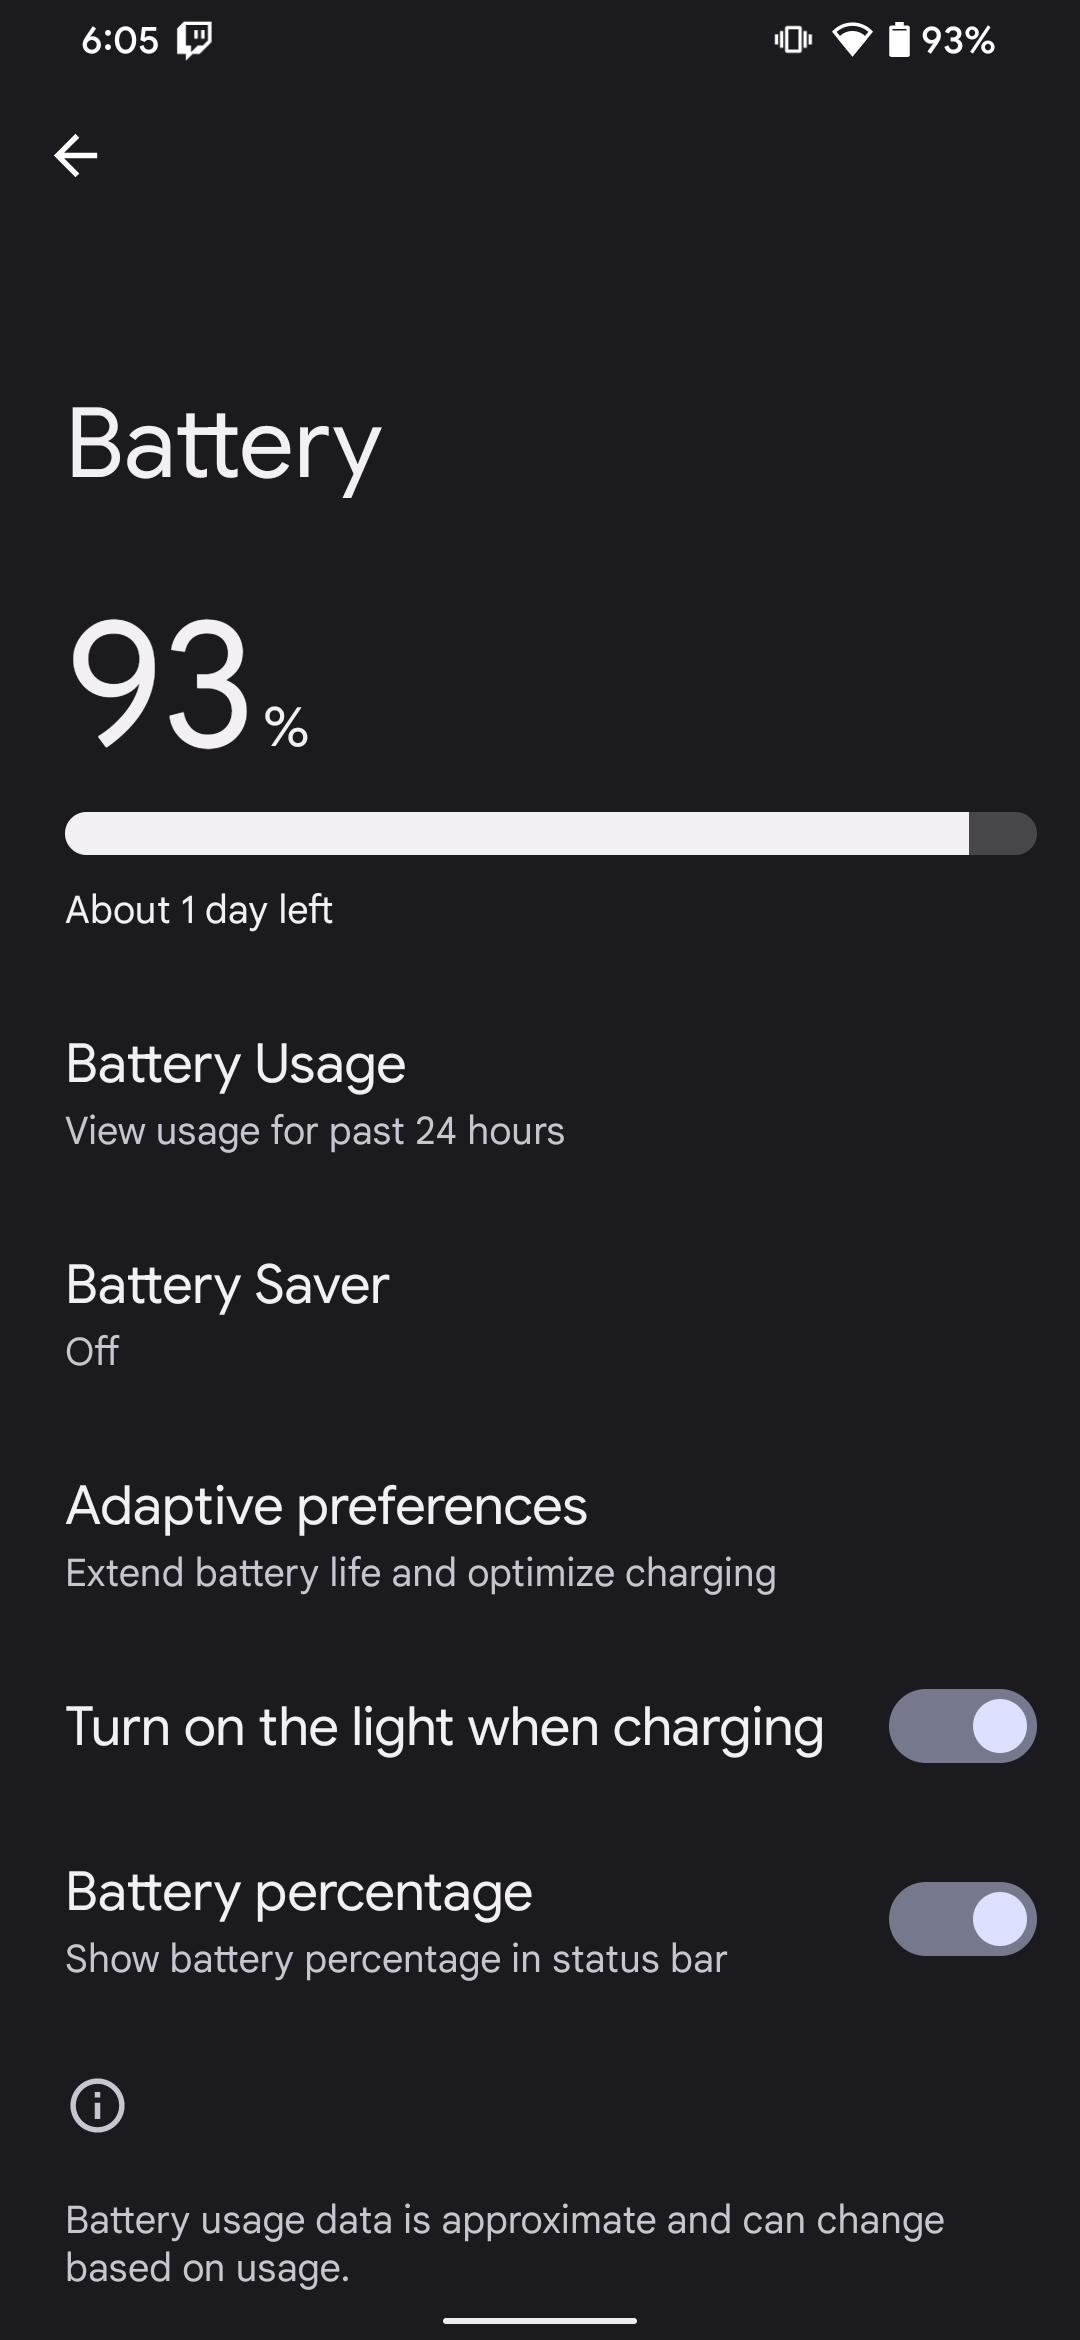 6:05 93%
Battery
93 %
About 1 day left
Battery Usage
View usage for past 24 hours
Battery Saver
Off
Adaptive preferences
Extend battery life and optimize charging
Turn on the light when charging
Battery percentage
Show battery percentage in status bar
Battery usage data is approximate and can change
based on usage.